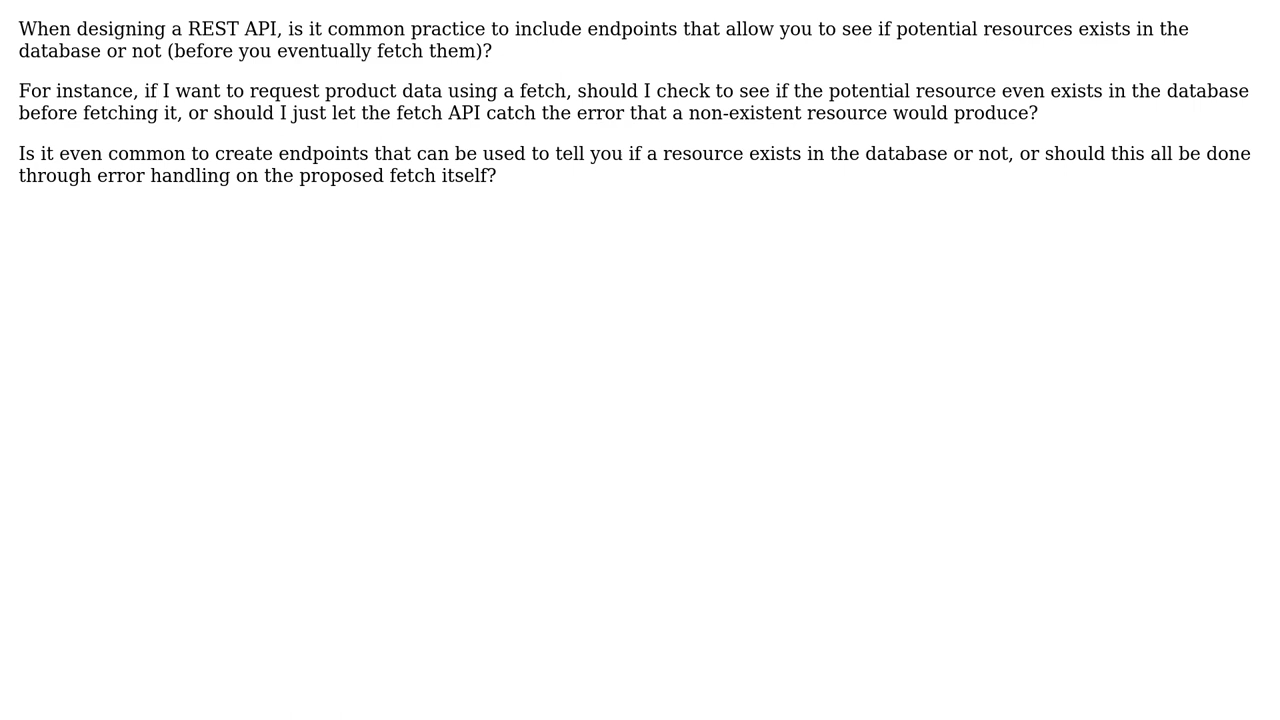 When designing a REST API, is it common practice to include endpoints that allow you to see if potential resources exists in the
database or not (before you eventually fetch them)?
For instance, if I want to request product data using a fetch, should I check to see if the potential resource even exists in the database
before fetching it, or should I just let the fetch API catch the error that a non-existent resource would produce?
Is it even common to create endpoints that can be used to tell you if a resource exists in the database or not, or should this all be done
through error handling on the proposed fetch itself?